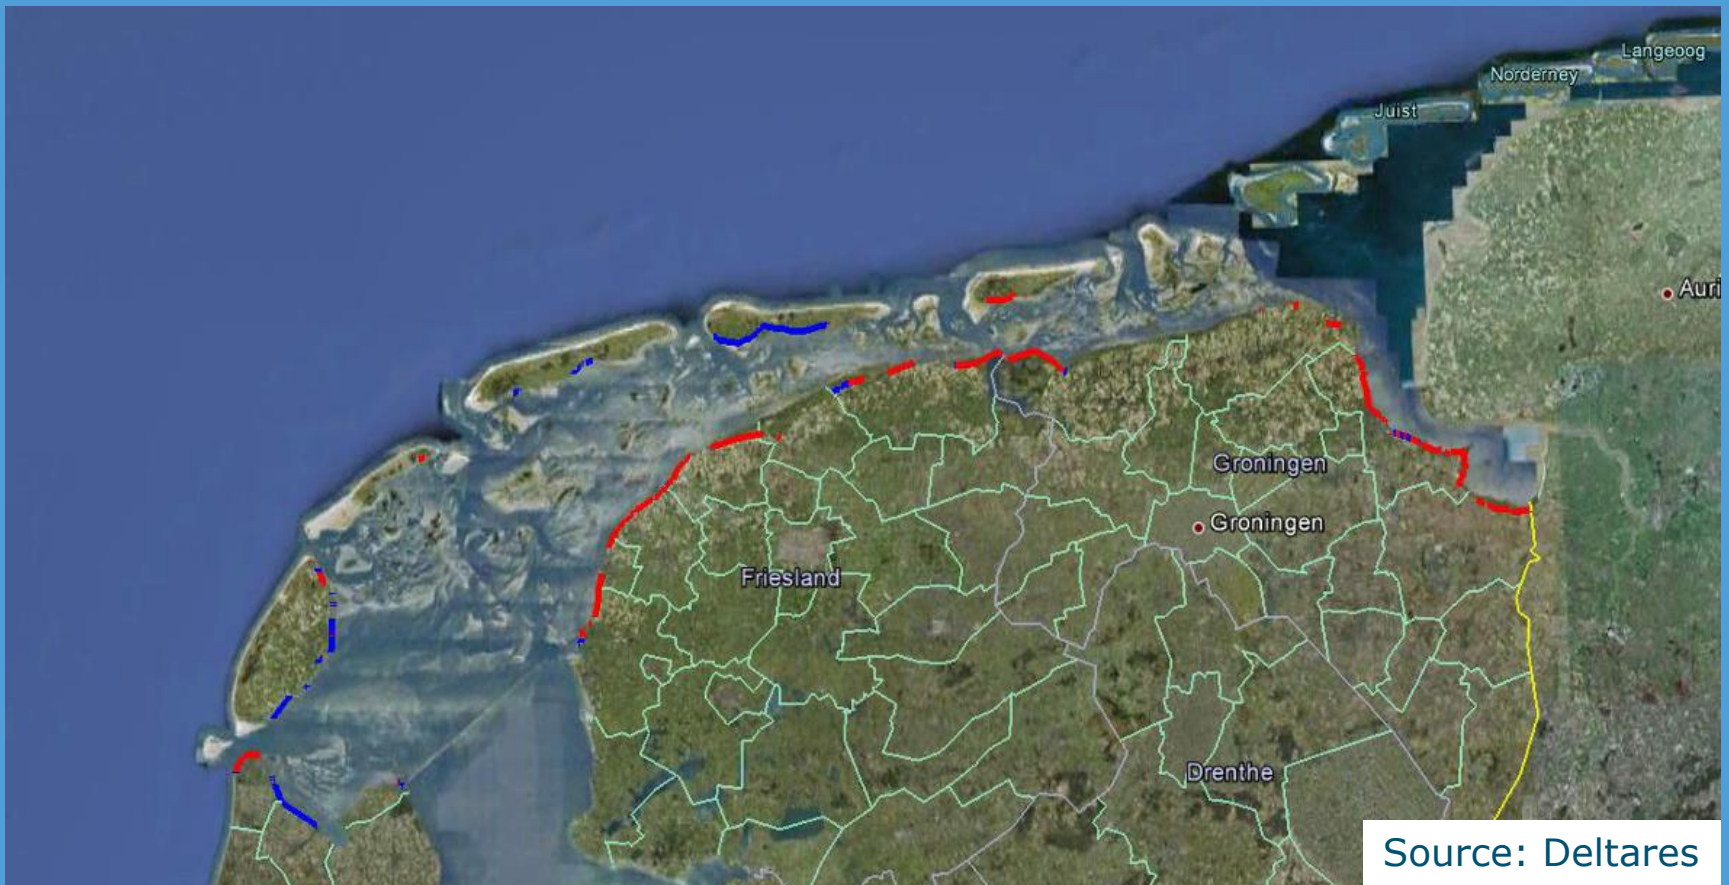 Langeoog
Norderney
Juist
Auri
Groningen
Groningen
Friesland
Drenthe
Source: Deltares